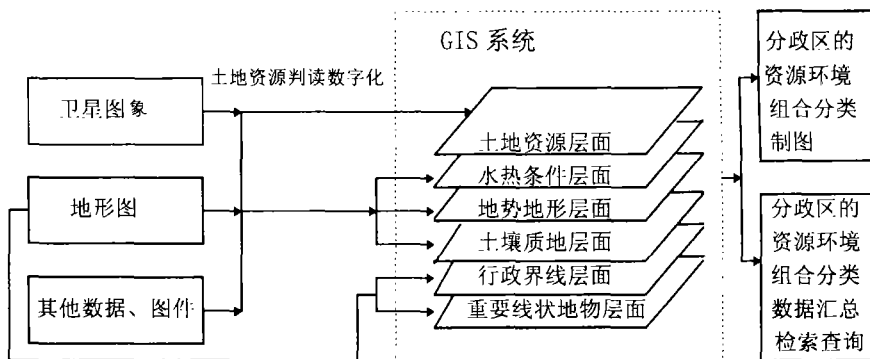 GIS 系统
土地资源判读数字化
卫星图象
地形图
其他数据、图件
土地资源层面
水热条件层面
地势地形层面
土壤质地层面
行政界线层面
重要线状地物层面
分政区的
资源环境
组合分类
制图
分政区的
资源环境
组合分类
数据汇总
检索查询